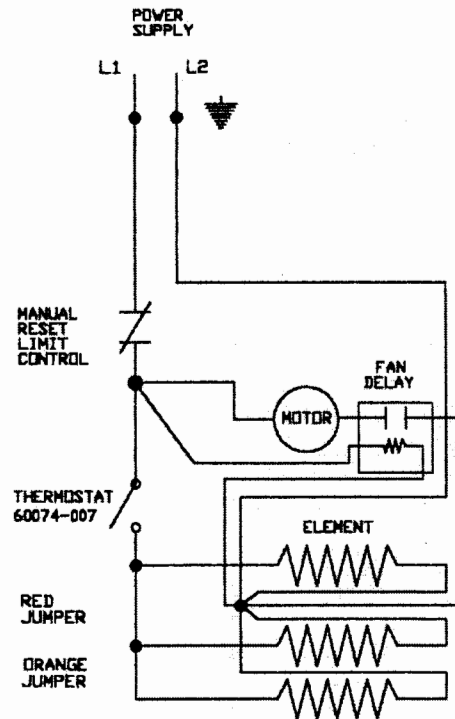 POWER
SUPPLY
L1
L2
MANUAL
RESET
LIMIT
CONTROL
FAN
DELAY
MOTOR
THERMOSTAT
60074-007
ELEMENT
RED
JUMPER
ORANGE
JUMPER